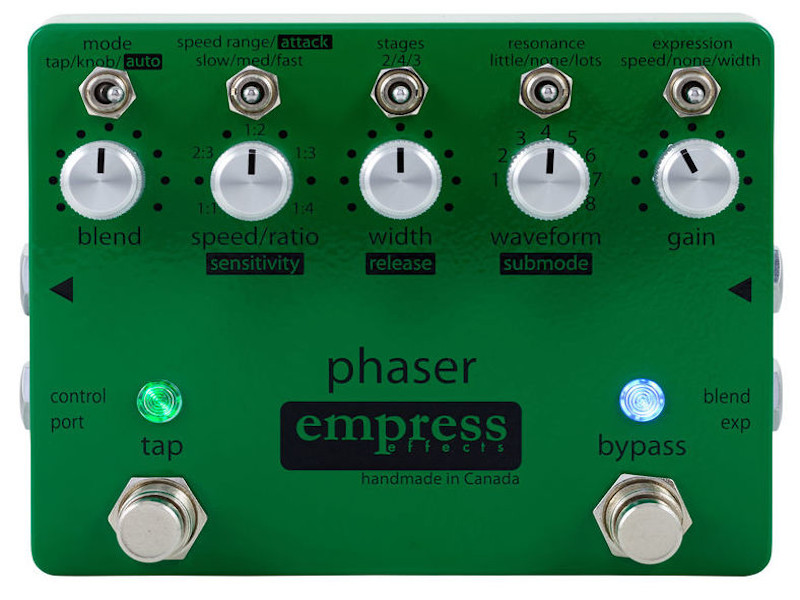 mode
tap/knob/auto
speed range/attack
slow/med/fast
stages
2/4/3
resonance
little/none/lots
expression
speed/none/width
1:1
2:3
1:2
1:3
1:4
1
2
3
4
5
6
7
8
blend
speed/ratio
sensitivity
width
release
waveform
submode
gain
phaser
empress
effects
handmade in Canada
control
port
tap
bypass
blend
exp